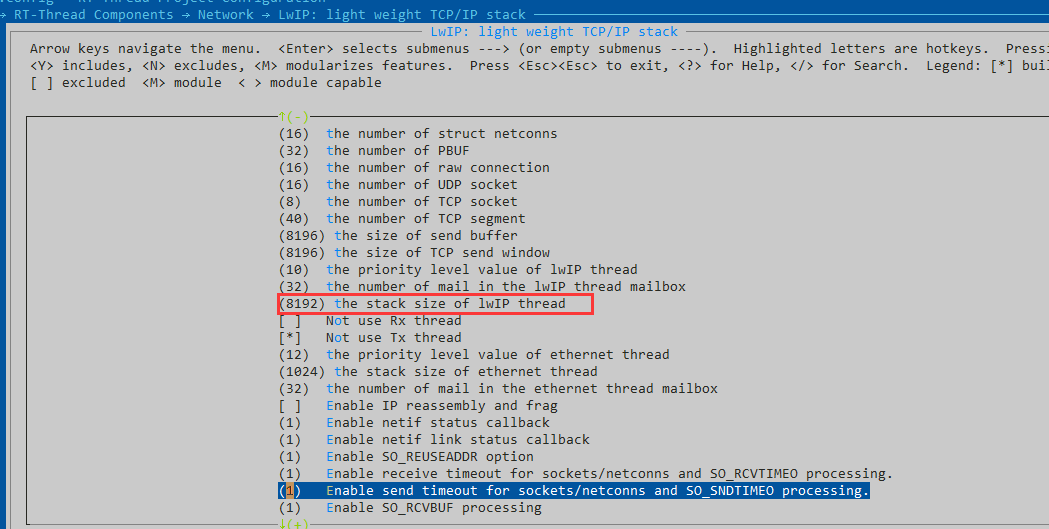 → RT-Thread Components → Network → LwIP: light weight TCP/IP stack
LwIP: light weight TCP/IP stack
Arrow keys navigate the menu. <Enter> selects submenus ---> (or empty submenus ----). Highlighted letters are hotkeys. Pressi
<Y> includes, <N> excludes, <M> modularizes features. Press <Esc><Esc> to exit, <?> for Help, </> for Search. Legend: [*] bui
[ ] excluded <M> module < > module capable
↑(-)
(16) the number of struct netconns
(32) the number of PBUF
(16) the number of raw connection
(16) the number of UDP socket
(8) the number of TCP socket
(40) the number of TCP segment
(8196) the size of send buffer
(8196) the size of TCP send window
(10) the priority level value of lwIP thread
(32) the number of mail in the lwIP thread mailbox
(8192) the stack size of lwIP thread
[ ] Not use Rx thread
[*] Not use Tx thread
(12) the priority level value of ethernet thread
(1024) the stack size of ethernet thread
(32) the number of mail in the ethernet thread mailbox
[ ] Enable IP reassembly and frag
(1) Enable netif status callback
(1) Enable netif link status callback
(1) Enable SO_REUSEADDR option
(1) Enable receive timeout for sockets/netconns and SO_RCVTIMEO processing.
(1) Enable send timeout for sockets/netconns and SO_SNDTIMEO processing.
(1) Enable SO_RCVBUF processing
↓(+)